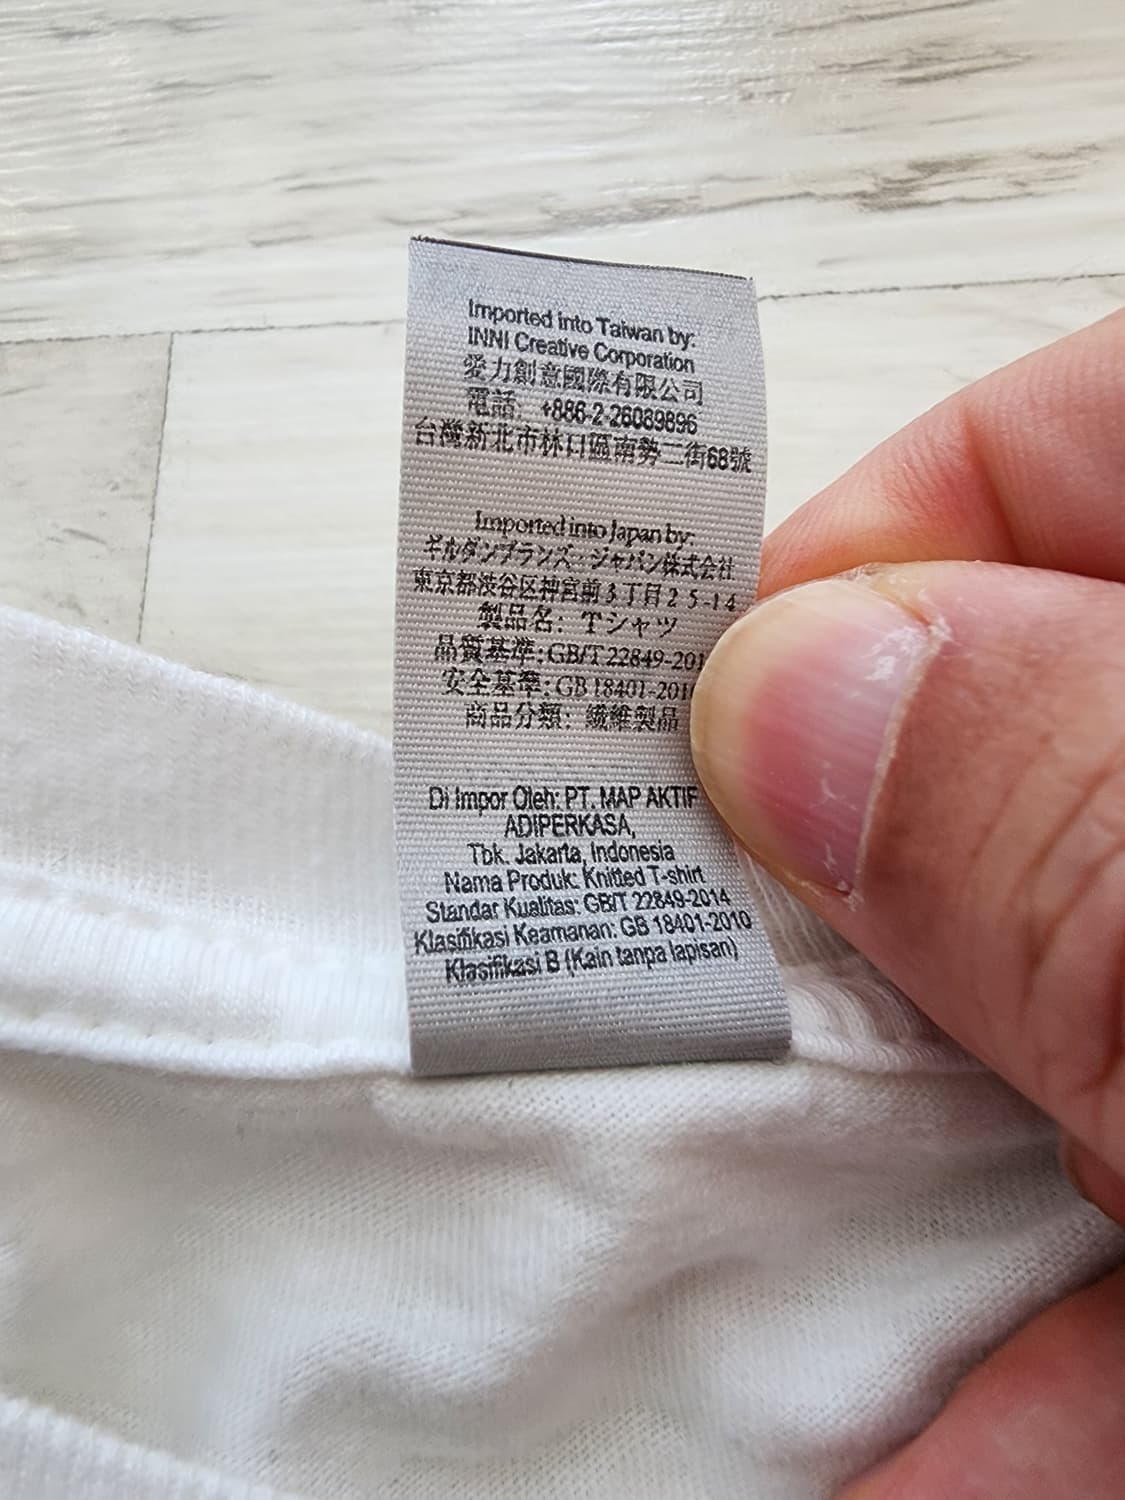 Imported into Taiwan by:
INNI Creative Corporation
愛力創意國際有限公司
電話: +886-2-26089896
台灣新北市林口區南勢二街68號
Imported into Japan by:
ギルダンブランズ・ジャパン株式会社
東京都渋谷区神宮前3丁目25-14
製品名: Tシャツ
品質基準: GB/T 22849-201
安全基準: GB 18401-2010
商品分類: 繊維製品
Di Impor Oleh: PT. MAP AKTIF
ADIPERKASA,
Tbk. Jakarta, Indonesia
Nama Produk: Knitted T-shirt
Standar Kualitas: GB/T 22849-2014
Klasifikasi Keamanan: GB 18401-2010
Klasifikasi B (Kain tanpa lapisan)